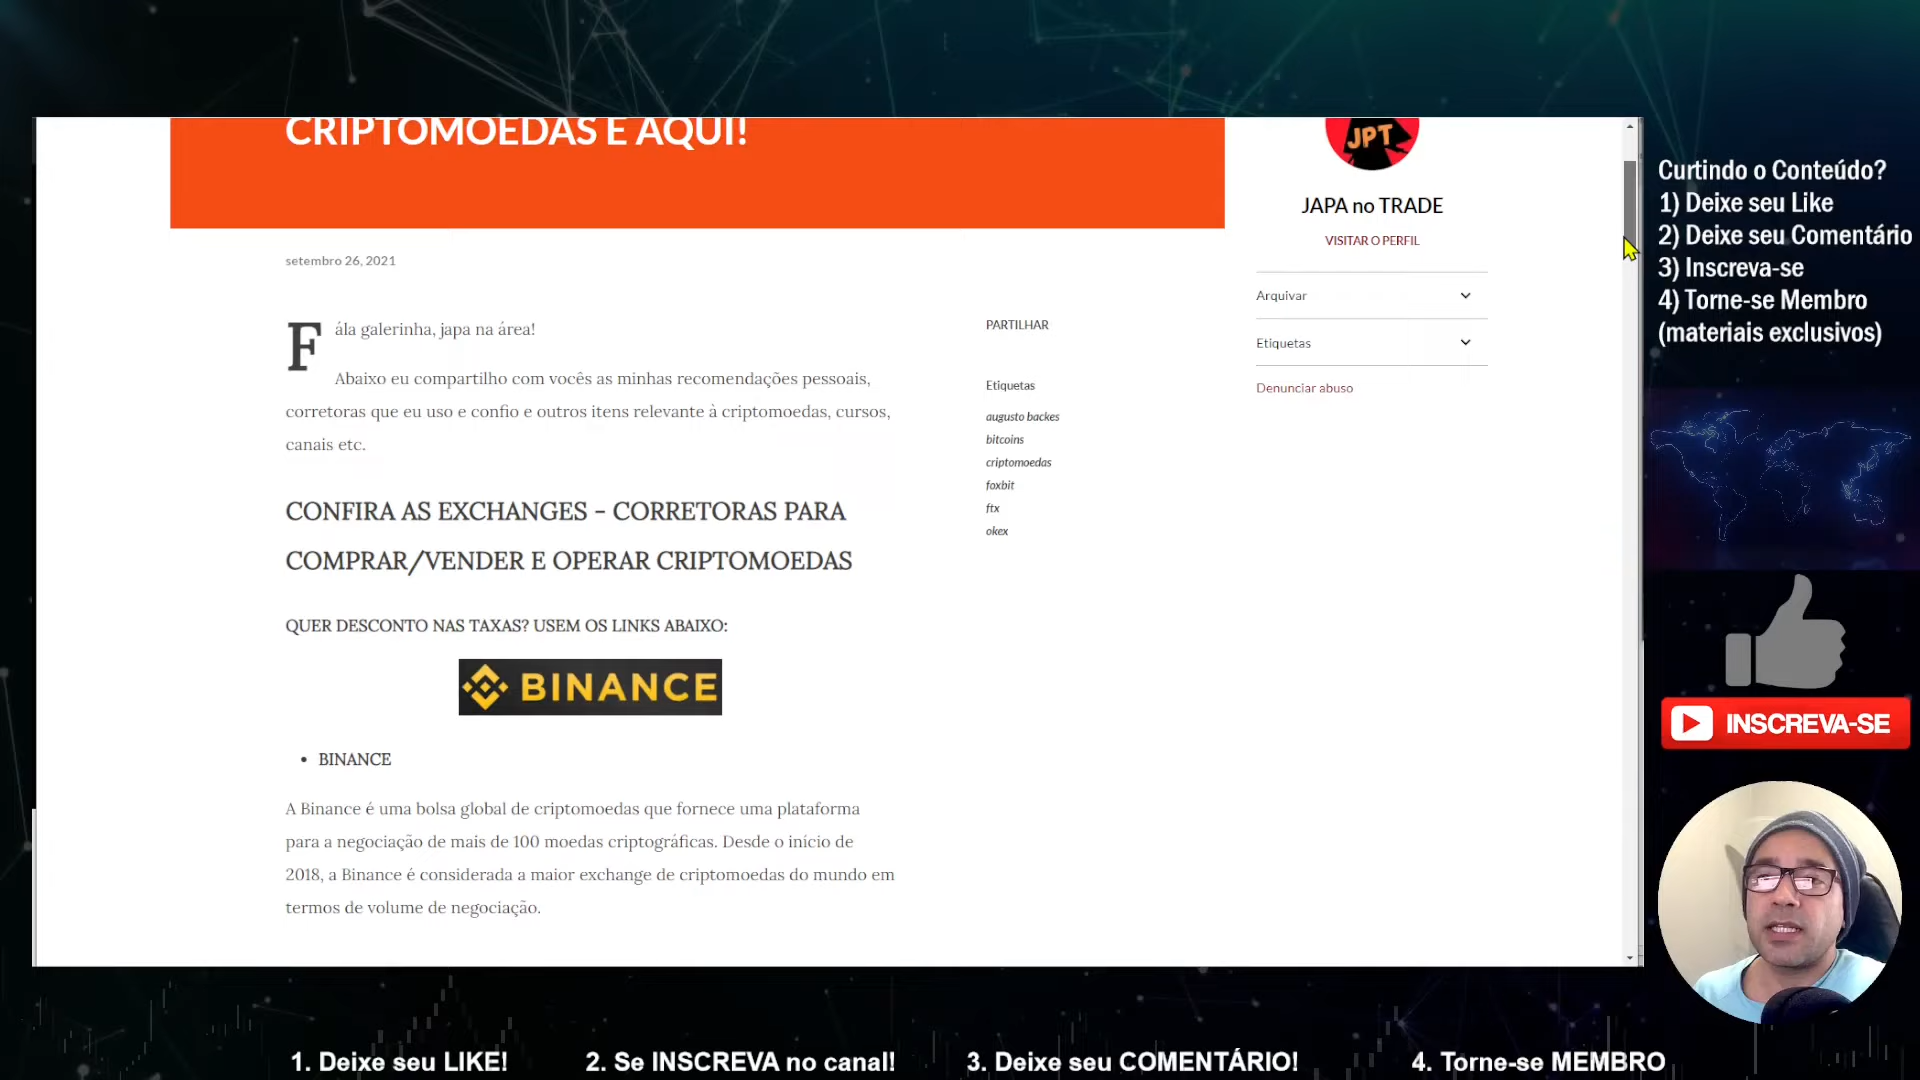 CRIPTOMOEDAS E AQUI!
JPT
JAPA no TRADE
VISITAR O PERFIL
Arquivar
Etiquetas
Denunciar abuso
setembro 26, 2021
Fála galerinha, japa na área!
Abaixo eu compartilho com vocês as minhas recomendações pessoais,
corretoras que eu uso e confio e outros itens relevante à criptomoedas, cursos,
canais etc.
CONFIRA AS EXCHANGES - CORRETORAS PARA
COMPRAR/VENDER E OPERAR CRIPTOMOEDAS
QUER DESCONTO NAS TAXAS? USEM OS LINKS ABAIXO:
BINANCE
• BINANCE
A Binance é uma bolsa global de criptomoedas que fornece uma plataforma
para a negociação de mais de 100 moedas criptográficas. Desde o início de
2018, a Binance é considerada a maior exchange de criptomoedas do mundo em
termos de volume de negociação.
PARTILHAR
Etiquetas
augusto backes
bitcoins
criptomoedas
foxbit
ftx
okex
Curtindo o Conteúdo?
1) Deixe seu Like
2) Deixe seu Comentário
3) Inscreva-se
4) Torne-se Membro
(materiais exclusivos)
INSCREVA-SE
1. Deixe seu LIKE!
2. Se INSCREVA no canal!
3. Deixe seu COMENTÁRIO!
4. Torne-se MEMBRO